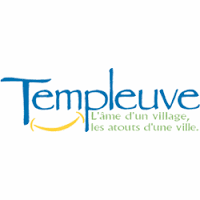 Templeuve
L'âme d'un village,
les atouts d'une ville.